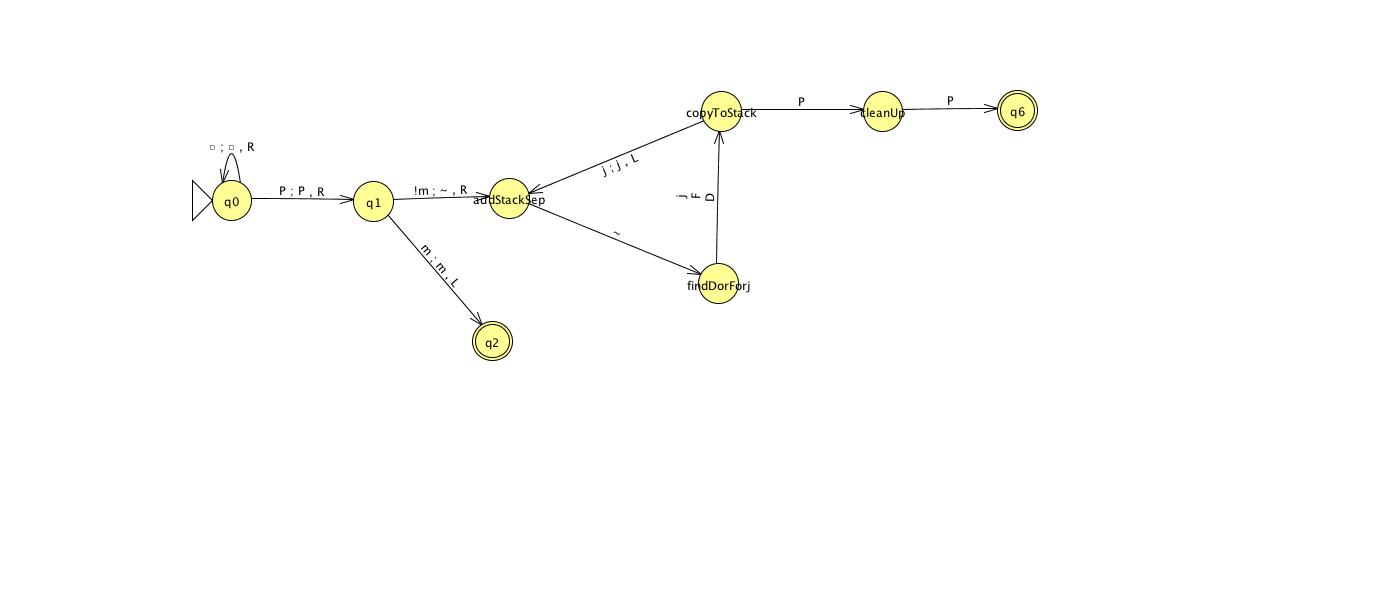 copyToStack
P
cleanUp
P
q6
□ ; □ , R
q0
P ; P , R
q1
!m ; ~ , R
addStackSep
j ; j , L
~
j
F
D
findDorForj
m ; m , L
q2